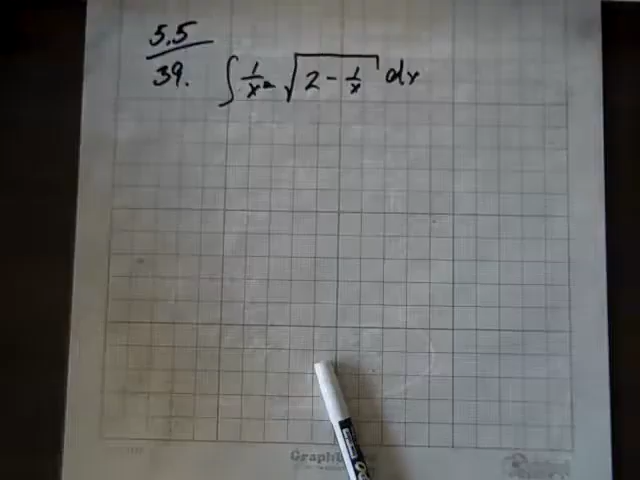 5.5
39. ∫ 1/x² √(2 - 1/x) dx